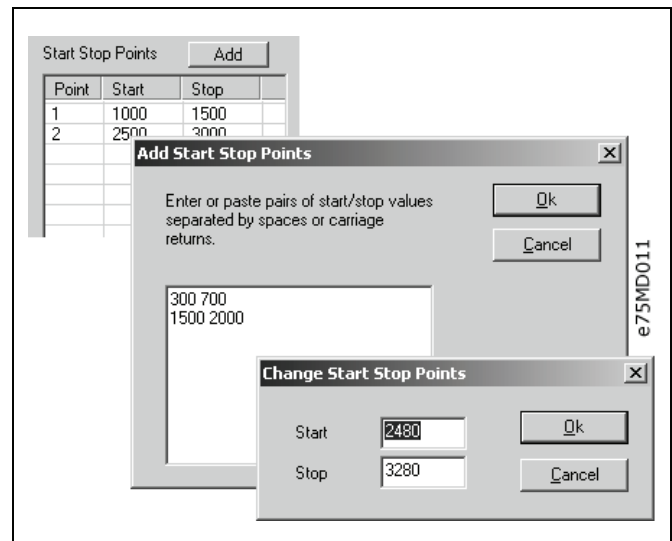 Start Stop Points Add
Point Start Stop
1 1000 1500
2 2500 3000
Add Start Stop Points
Enter or paste pairs of start/stop values
separated by spaces or carriage
returns.
Ok
Cancel
300 700
1500 2000
Change Start Stop Points
Start 2480 Ok
Stop 3280 Cancel
e75MD011